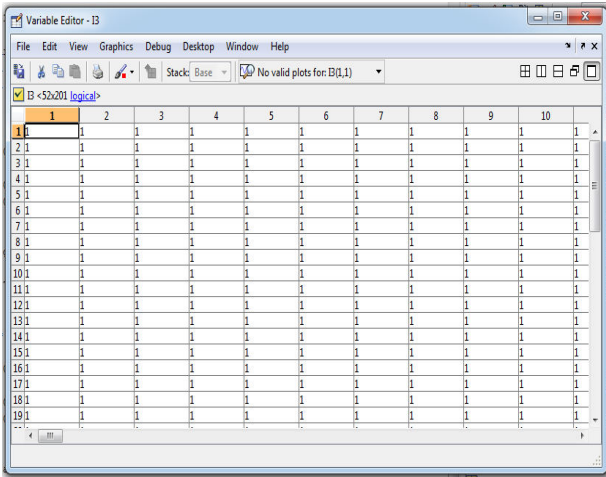 Variable Editor - I3
File Edit View Graphics Debug Desktop Window Help
Stack: Base No valid plots for: I3(1,1)
I3 <52x201 logical>
1 2 3 4 5 6 7 8 9 10
1 1 1 1 1 1 1 1 1 1 1 1
2 1 1 1 1 1 1 1 1 1 1 1
3 1 1 1 1 1 1 1 1 1 1 1
4 1 1 1 1 1 1 1 1 1 1 1
5 1 1 1 1 1 1 1 1 1 1 1
6 1 1 1 1 1 1 1 1 1 1 1
7 1 1 1 1 1 1 1 1 1 1 1
8 1 1 1 1 1 1 1 1 1 1 1
9 1 1 1 1 1 1 1 1 1 1 1
10 1 1 1 1 1 1 1 1 1 1 1
11 1 1 1 1 1 1 1 1 1 1 1
12 1 1 1 1 1 1 1 1 1 1 1
13 1 1 1 1 1 1 1 1 1 1 1
14 1 1 1 1 1 1 1 1 1 1 1
15 1 1 1 1 1 1 1 1 1 1 1
16 1 1 1 1 1 1 1 1 1 1 1
17 1 1 1 1 1 1 1 1 1 1 1
18 1 1 1 1 1 1 1 1 1 1 1
19 1 1 1 1 1 1 1 1 1 1 1